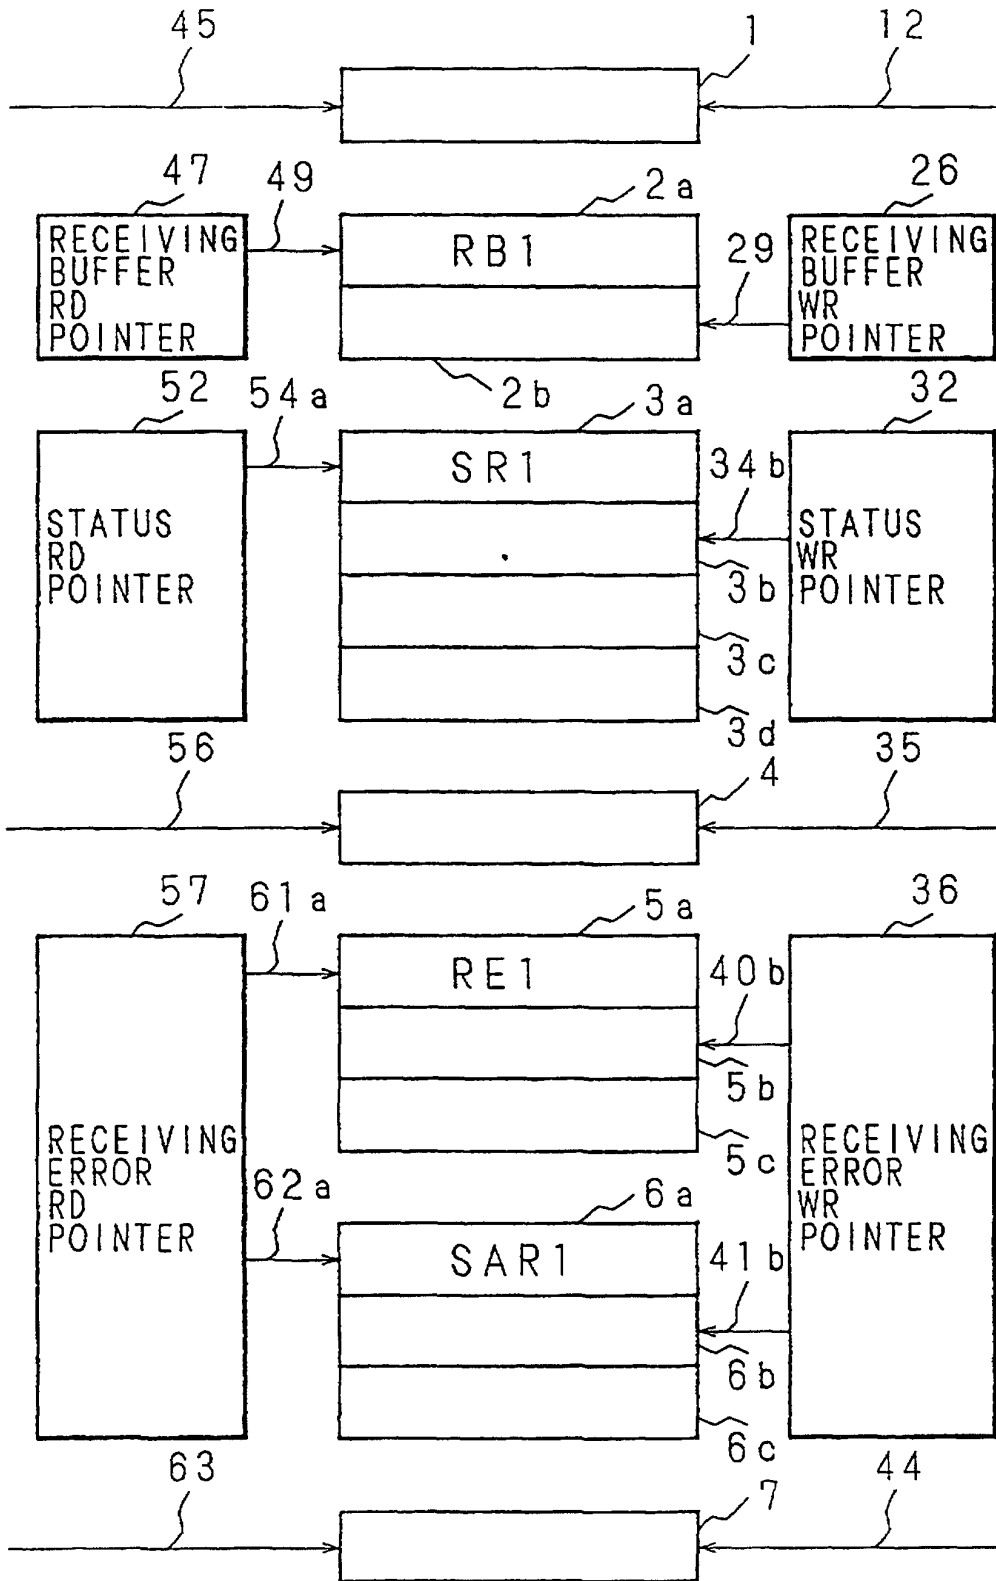 45
1
12
47
49
2a
26
RECEIVING
BUFFER
RD
POINTER
RB1
29
RECEIVING
BUFFER
WR
POINTER
2b
52
54a
3a
32
STATUS
RD
POINTER
SR1
34b
STATUS
WR
POINTER
3b
3c
3d
56
4
35
57
61a
5a
36
RE1
40b
5b
5c
RECEIVING
ERROR
RD
POINTER
RECEIVING
ERROR
WR
POINTER
62a
6a
SAR1
41b
6b
6c
63
7
44